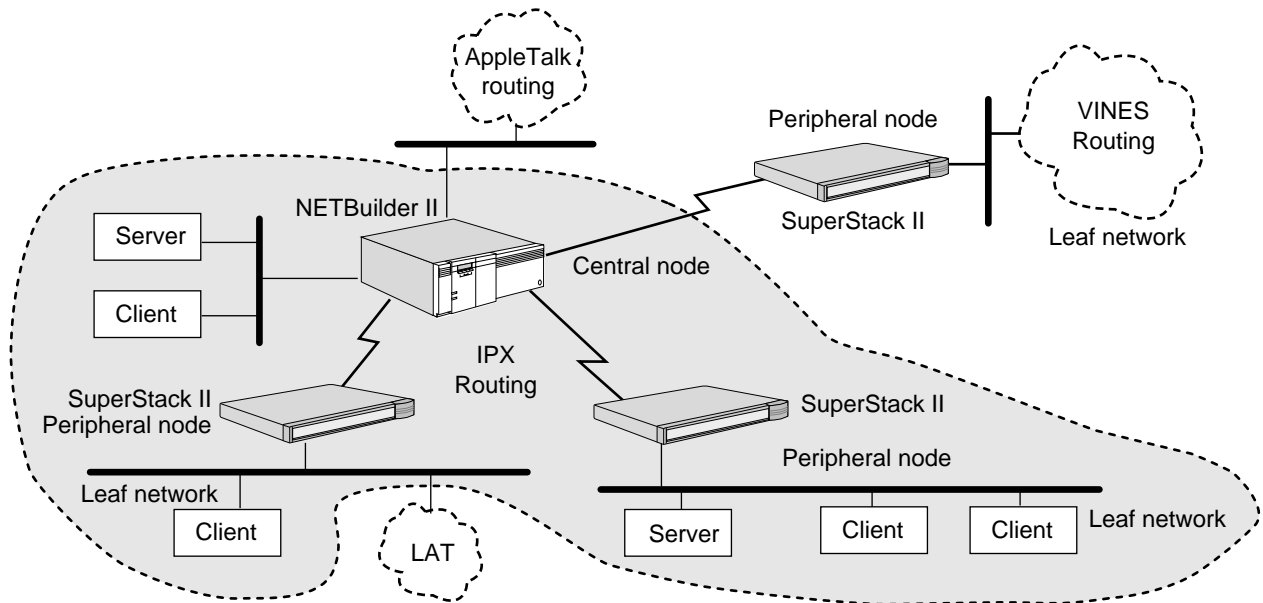 AppleTalk
routing
Peripheral node
VINES
Routing
NETBuilder II
SuperStack II
Server
Leaf network
Central node
Client
IPX
Routing
SuperStack II
Peripheral node
SuperStack II
Peripheral node
Leaf network
Client
LAT
Server
Client
Client
Leaf network